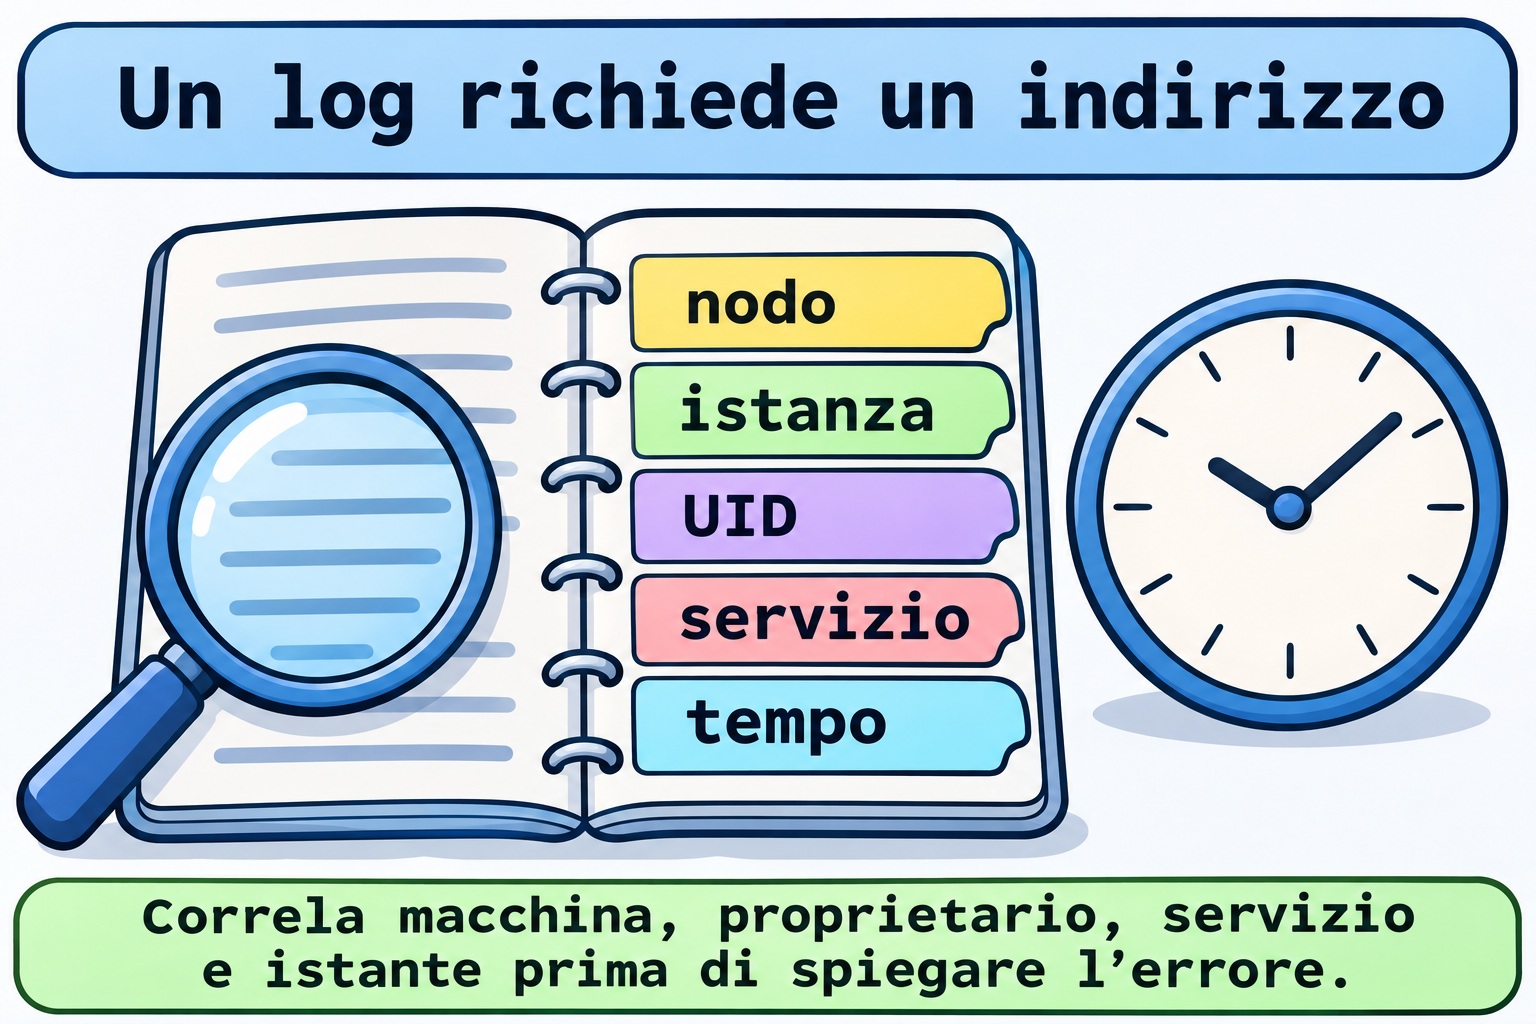 Un log richiede un indirizzo
nodo
istanza
UID
servizio
tempo
Correla macchina, proprietario, servizio
e istante prima di spiegare l’errore.